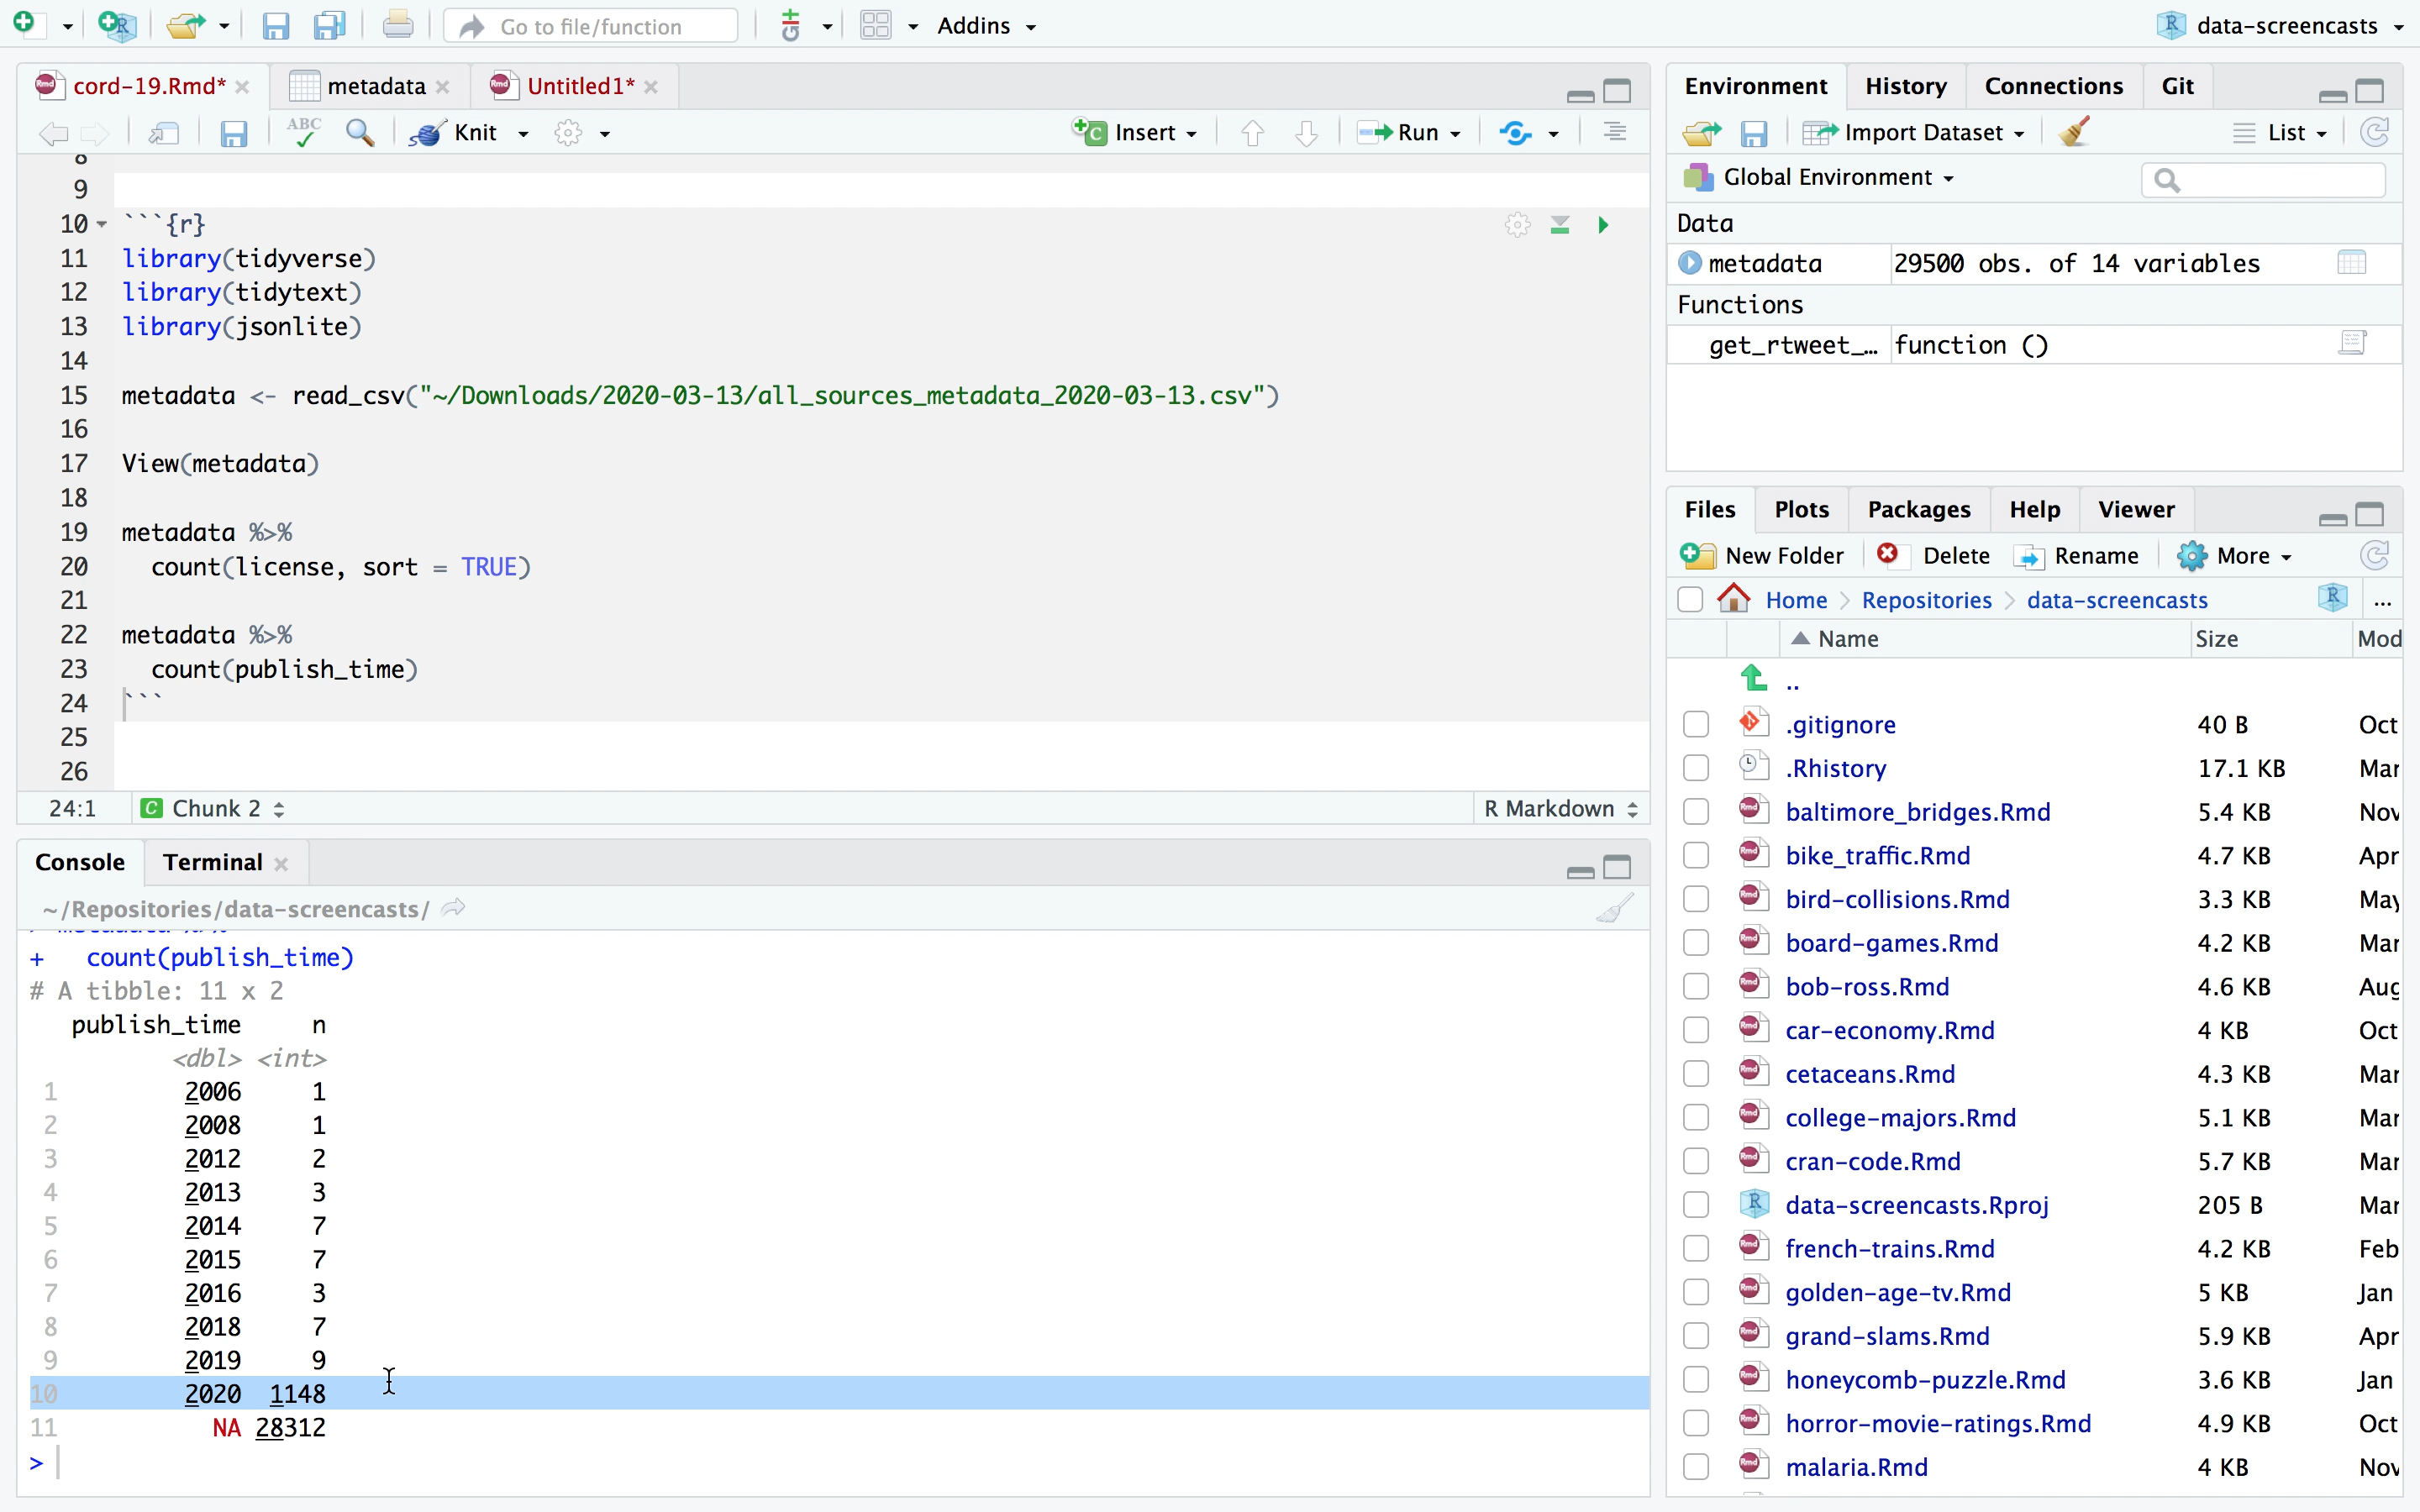 Go to file/function
Addins
data-screencasts
cord-19.Rmd*
metadata
Untitled1*
ABC
Knit
Insert
Run
8
9
10 ```{r}
11 library(tidyverse)
12 library(tidytext)
13 library(jsonlite)
14
15 metadata <- read_csv("~/Downloads/2020-03-13/all_sources_metadata_2020-03-13.csv")
16
17 View(metadata)
18
19 metadata %>%
20   count(license, sort = TRUE)
21
22 metadata %>%
23   count(publish_time)
24 ```
25
26
24:1 C Chunk 2 R Markdown
Console Terminal
~/Repositories/data-screencasts/
+   count(publish_time)
# A tibble: 11 x 2
publish_time n
<dbl> <int>
1 2006 1
2 2008 1
3 2012 2
4 2013 3
5 2014 7
6 2015 7
7 2016 3
8 2018 7
9 2019 9
10 2020 1148
11 NA 28312
>
Environment History Connections Git
Import Dataset List
Global Environment
Data
metadata 29500 obs. of 14 variables
Functions
get_rtweet_… function ()
Files Plots Packages Help Viewer
New Folder Delete Rename More
Home Repositories data-screencasts ...
Name Size Mod
..
.gitignore 40 B Oct
.Rhistory 17.1 KB Mar
baltimore_bridges.Rmd 5.4 KB Nov
bike_traffic.Rmd 4.7 KB Apr
bird-collisions.Rmd 3.3 KB May
board-games.Rmd 4.2 KB Mar
bob-ross.Rmd 4.6 KB Aug
car-economy.Rmd 4 KB Oct
cetaceans.Rmd 4.3 KB Mar
college-majors.Rmd 5.1 KB Mar
cran-code.Rmd 5.7 KB Mar
data-screencasts.Rproj 205 B Mar
french-trains.Rmd 4.2 KB Feb
golden-age-tv.Rmd 5 KB Jan
grand-slams.Rmd 5.9 KB Apr
honeycomb-puzzle.Rmd 3.6 KB Jan
horror-movie-ratings.Rmd 4.9 KB Oct
malaria.Rmd 4 KB Nov